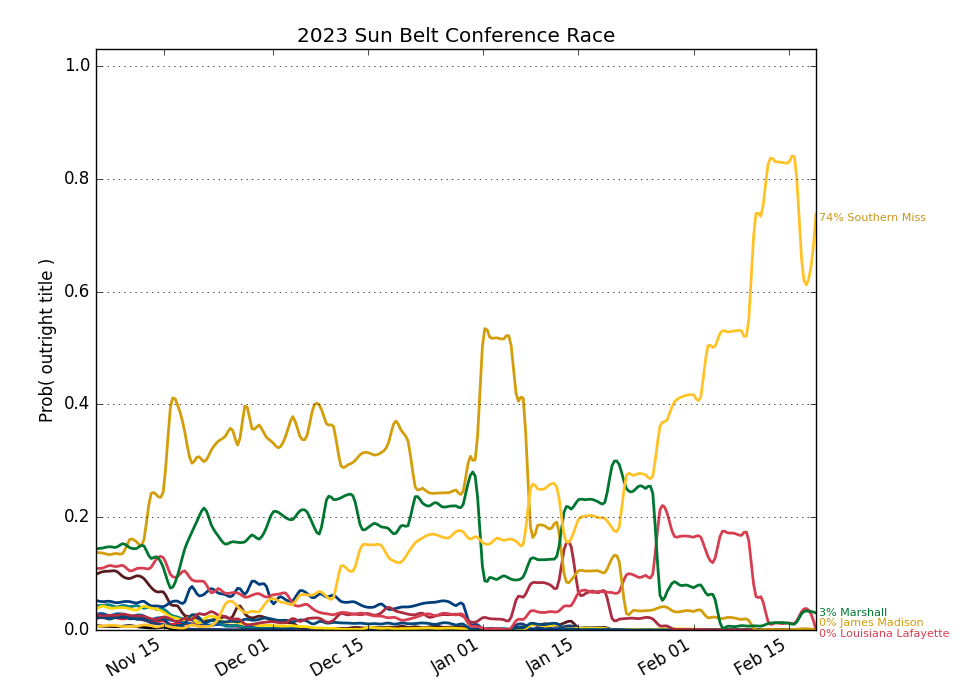 2023 Sun Belt Conference Race
Prob( outright title )
1.0
0.8
0.6
0.4
0.2
0.0
74% Southern Miss
3% Marshall
0% James Madison
0% Louisiana Lafayette
Nov 15
Dec 01
Dec 15
Jan 01
Jan 15
Feb 01
Feb 15